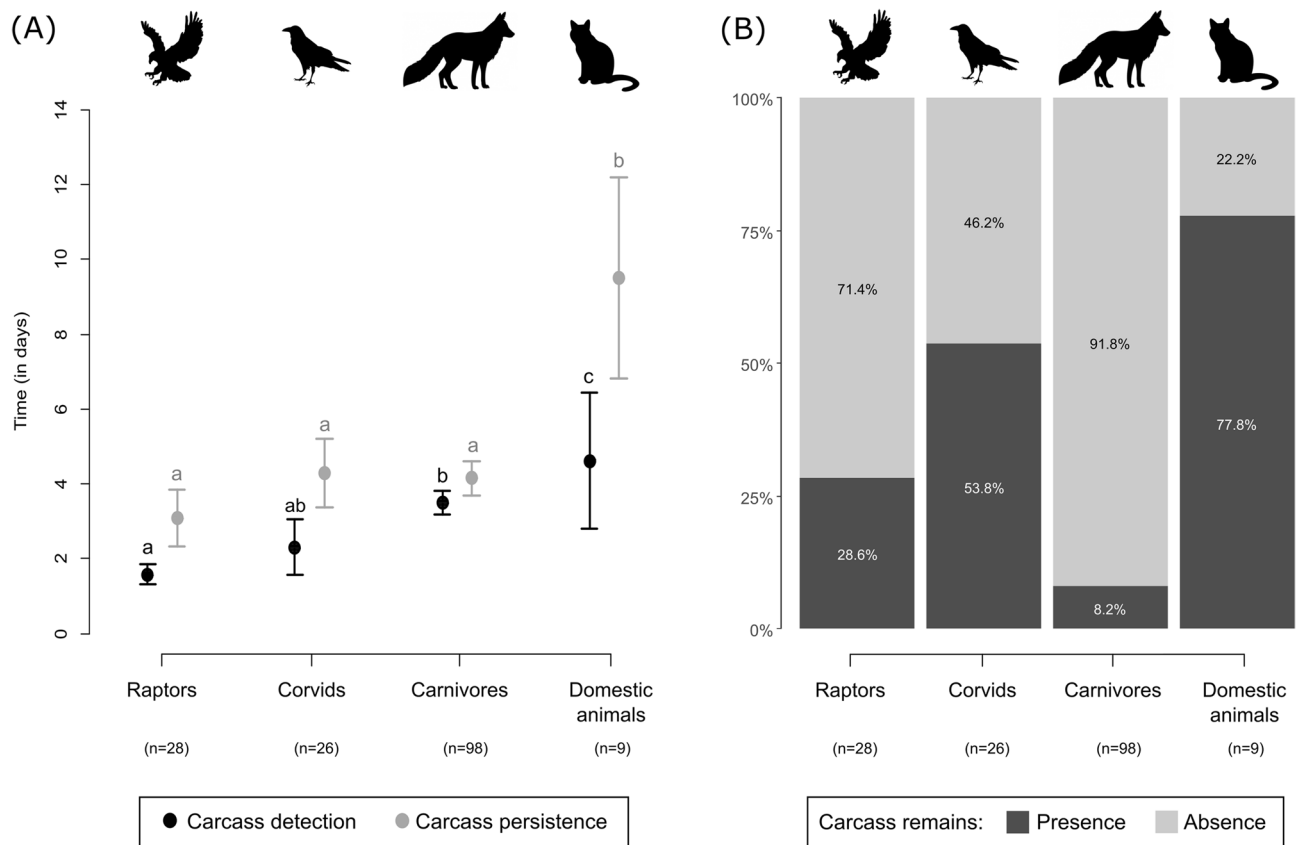 (A)
14
12
10
8
6
4
2
0
Time (in days)
a
a
ab
a
b
a
c
b
Raptors
Corvids
Carnivores
Domestic
animals
(n=28)
(n=26)
(n=98)
(n=9)
Carcass detection
Carcass persistence
(B)
100%
75%
50%
25%
0%
71.4%
28.6%
46.2%
53.8%
91.8%
8.2%
22.2%
77.8%
Raptors
Corvids
Carnivores
Domestic
animals
(n=28)
(n=26)
(n=98)
(n=9)
Carcass remains:
Presence
Absence